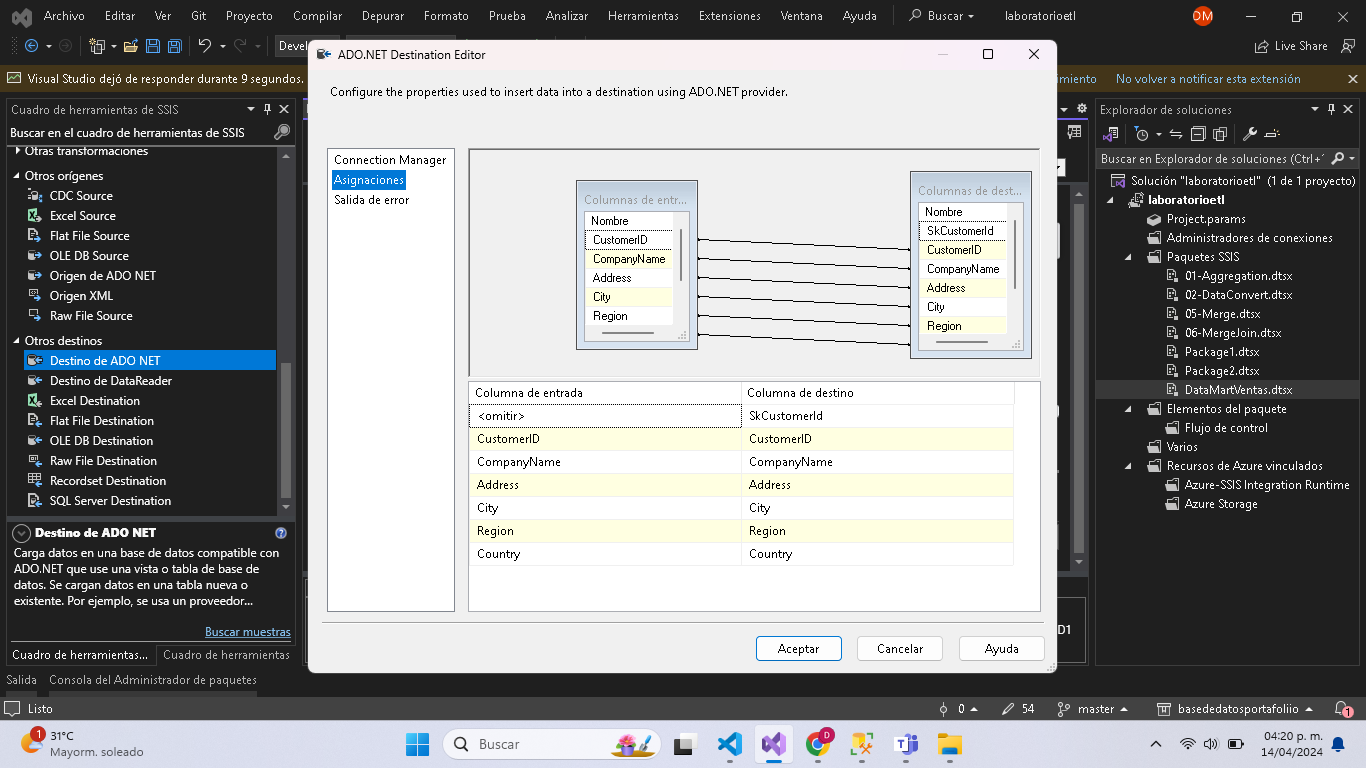 Archivo Editar Ver Git Proyecto Compilar Depurar Formato Prueba Analizar Herramientas Extensiones Ventana Ayuda Buscar laboratorioetl DM
Devel
Live Share
Visual Studio dejó de responder durante 9 segundos.
No volver a notificar esta extensión
Cuadro de herramientas de SSIS
Buscar en el cuadro de herramientas de SSIS
Otras transformaciones
Otros orígenes
CDC Source
Excel Source
Flat File Source
OLE DB Source
Origen de ADO NET
Origen XML
Raw File Source
Otros destinos
Destino de ADO NET
Destino de DataReader
Excel Destination
Flat File Destination
OLE DB Destination
Raw File Destination
Recordset Destination
SQL Server Destination
Destino de ADO NET
Carga datos en una base de datos compatible con
ADO.NET que use una vista o tabla de base de
datos. Se cargan datos en una tabla nueva o
existente. Por ejemplo, se usa un proveedor...
Buscar muestras
Cuadro de herramientas... Cuadro de herramientas
Salida Consola del Administrador de paquetes
ADO.NET Destination Editor
Configure the properties used to insert data into a destination using ADO.NET provider.
Connection Manager
Asignaciones
Salida de error
Columnas de entr...
Nombre
CustomerID
CompanyName
Address
City
Region
Columnas de dest...
Nombre
SkCustomerId
CustomerID
CompanyName
Address
City
Region
Columna de entrada Columna de destino
<omitir> SkCustomerId
CustomerID CustomerID
CompanyName CompanyName
Address Address
City City
Region Region
Country Country
Aceptar Cancelar Ayuda
D1
Explorador de soluciones
Buscar en Explorador de soluciones (Ctrl+
Solución "laboratorioetl" (1 de 1 proyecto)
laboratorioetl
Project.params
Administradores de conexiones
Paquetes SSIS
01-Aggregation.dtsx
02-DataConvert.dtsx
05-Merge.dtsx
06-MergeJoin.dtsx
Package1.dtsx
Package2.dtsx
DataMartVentas.dtsx
Elementos del paquete
Flujo de control
Varios
Recursos de Azure vinculados
Azure-SSIS Integration Runtime
Azure Storage
Listo 0 54 master basededatosportafoliio 1
1 31°C
Mayorm. soleado
Buscar
D
04:20 p. m.
14/04/2024